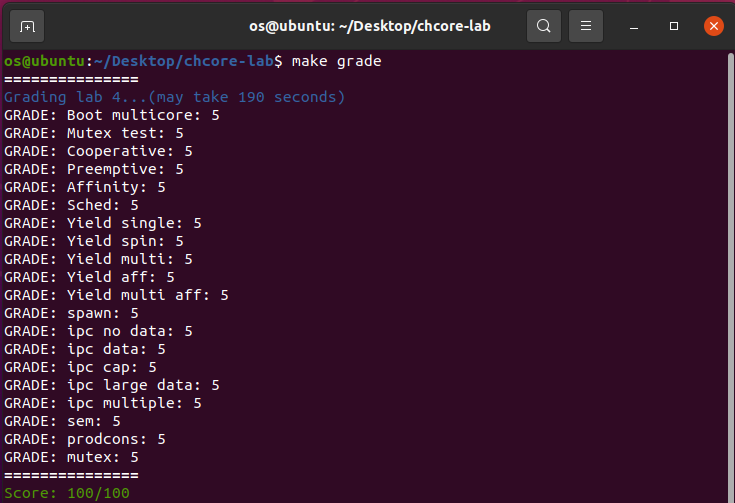 os@ubuntu: ~/Desktop/chcore-lab
os@ubuntu:~/Desktop/chcore-lab$ make grade
===============
Grading lab 4...(may take 190 seconds)
GRADE: Boot multicore: 5
GRADE: Mutex test: 5
GRADE: Cooperative: 5
GRADE: Preemptive: 5
GRADE: Affinity: 5
GRADE: Sched: 5
GRADE: Yield single: 5
GRADE: Yield spin: 5
GRADE: Yield multi: 5
GRADE: Yield aff: 5
GRADE: Yield multi aff: 5
GRADE: spawn: 5
GRADE: ipc no data: 5
GRADE: ipc data: 5
GRADE: ipc cap: 5
GRADE: ipc large data: 5
GRADE: ipc multiple: 5
GRADE: sem: 5
GRADE: prodcons: 5
GRADE: mutex: 5
===============
Score: 100/100